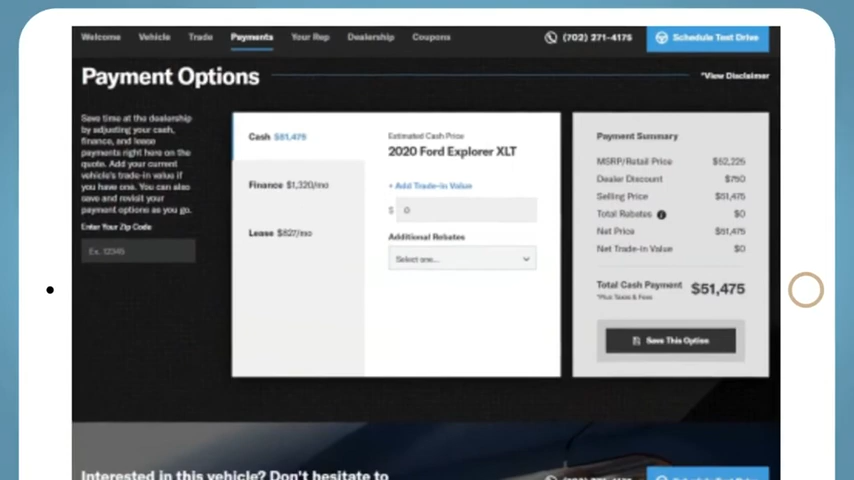 Welcome Vehicle Trade Payments Your Rep Dealership Coupons (702) 271-4175 Schedule Test Drive
Payment Options
*View Disclaimer
Save time at the dealership
by adjusting your cash,
finance, and lease
payments right here on the
quote. Add your current
vehicle's trade-in value if
you have one. You can also
save and revisit your
payment options as you go.
Enter Your Zip Code
Ex. 12345
Cash $51,475
Finance $1,320/mo
Lease $827/mo
Estimated Cash Price
2020 Ford Explorer XLT
+ Add Trade-in Value
$ 0
Additional Rebates
Select one...
Payment Summary
MSRP/Retail Price $52,225
Dealer Discount $750
Selling Price $51,475
Total Rebates $0
Net Price $51,475
Net Trade-in Value $0
Total Cash Payment $51,475
*Plus Taxes & Fees
Save This Option
Interested in this vehicle? Don't hesitate to
(702) 271-4175 Schedule Test Drive